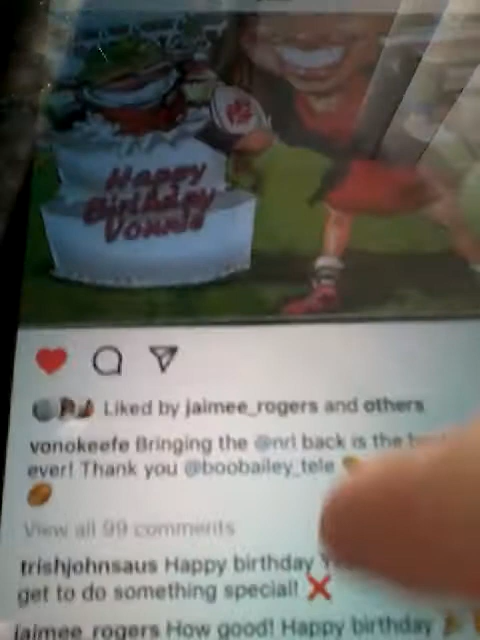 Happy
Birthday
Vonnie
Liked by jaimee_rogers and others
vonokeefe Bringing the @nrl back is the
ever! Thank you @boobailey_tele
View all 99 comments
trishjohnsaus Happy birthday
get to do something special!
jaimee_rogers How good! Happy birthday